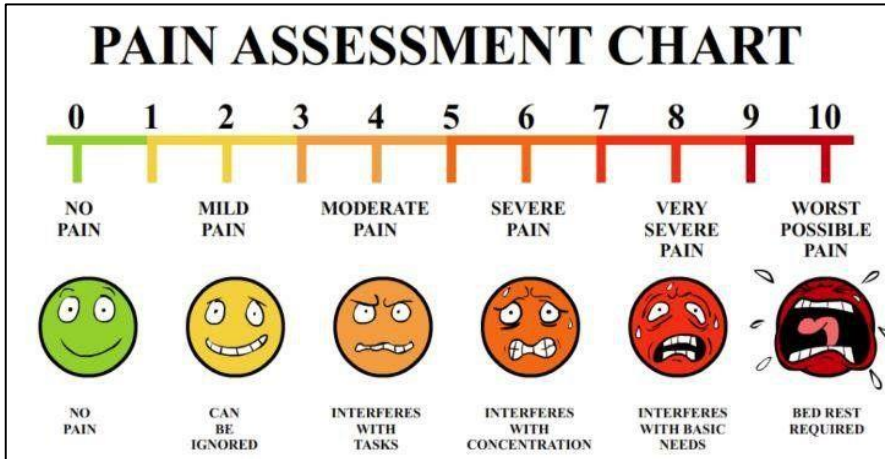 PAIN ASSESSMENT CHART
0 1 2 3 4 5 6 7 8 9 10
NO
PAIN
MILD
PAIN
MODERATE
PAIN
SEVERE
PAIN
VERY
SEVERE
PAIN
WORST
POSSIBLE
PAIN
NO
PAIN
CAN
BE
IGNORED
INTERFERES
WITH
TASKS
INTERFERES
WITH
CONCENTRATION
INTERFERES
WITH BASIC
NEEDS
BED REST
REQUIRED